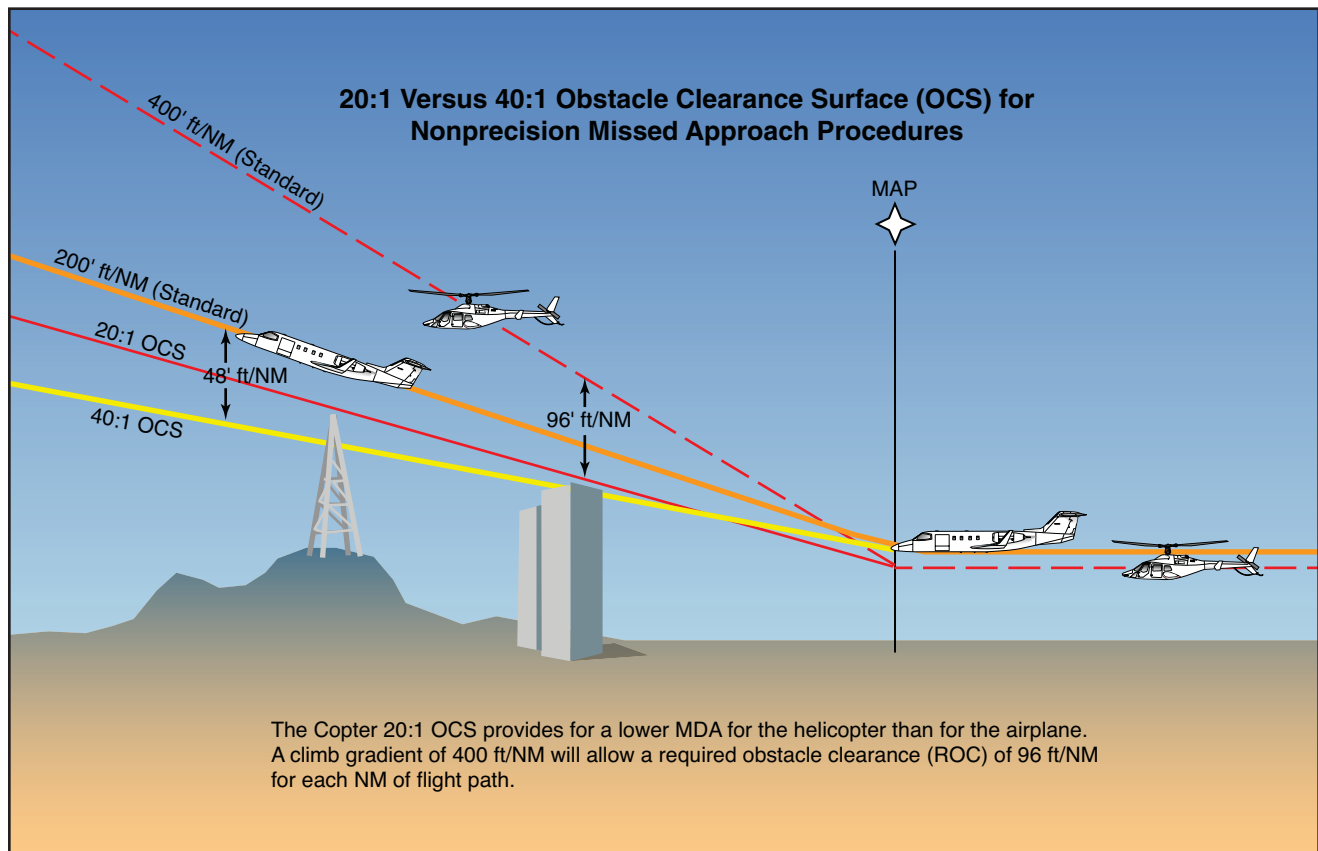 20:1 Versus 40:1 Obstacle Clearance Surface (OCS) for
Nonprecision Missed Approach Procedures
400' ft/NM (Standard)
MAP
200' ft/NM (Standard)
20:1 OCS
48' ft/NM
40:1 OCS
96' ft/NM
The Copter 20:1 OCS provides for a lower MDA for the helicopter than for the airplane.
A climb gradient of 400 ft/NM will allow a required obstacle clearance (ROC) of 96 ft/NM
for each NM of flight path.